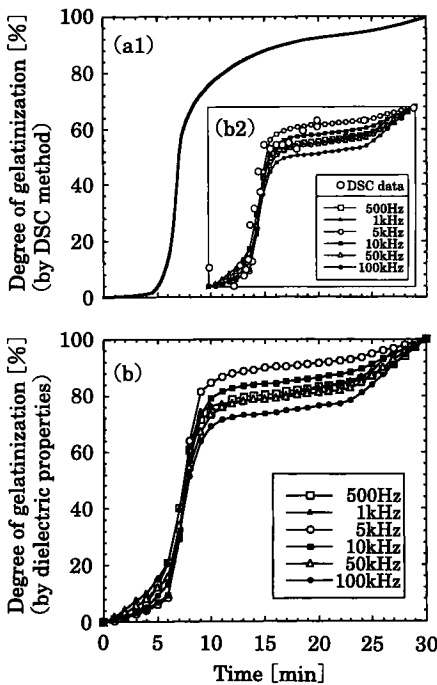 Degree of gelatinization [%]
(by DSC method)
100
80
60
40
20
0
(a1)
(b2)
DSC data
500Hz
1kHz
5kHz
10kHz
50kHz
100kHz
Degree of gelatinization [%]
(by dielectric properties)
100
80
60
40
20
0
(b)
500Hz
1kHz
5kHz
10kHz
50kHz
100kHz
0 5 10 15 20 25 30
Time [min]